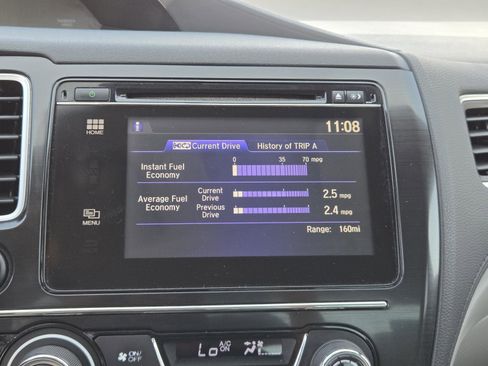 11:08
HOME
Current Drive
History of TRIP A
0 35 70 mpg
Instant Fuel
Economy
Average Fuel
Economy
Current
Drive
2.5 mpg
Previous
Drive
2.4 mpg
Range: 160mi
MENU
ON/
OFF
Lo A/C
ON